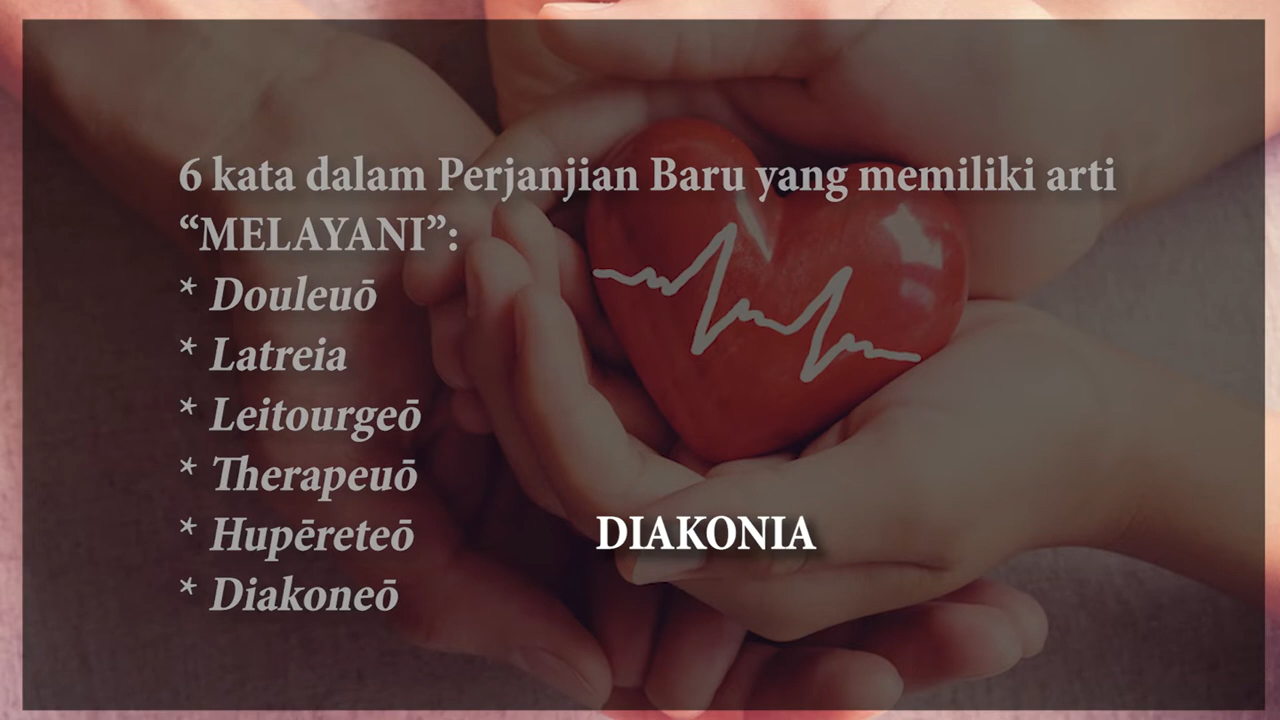 6 kata dalam Perjanjian Baru yang memiliki arti
“MELAYANI”:
* Douleuō
* Latreia
* Leitourgeō
* Therapeuō
* Hupēreteō
DIAKONIA
* Diakoneō